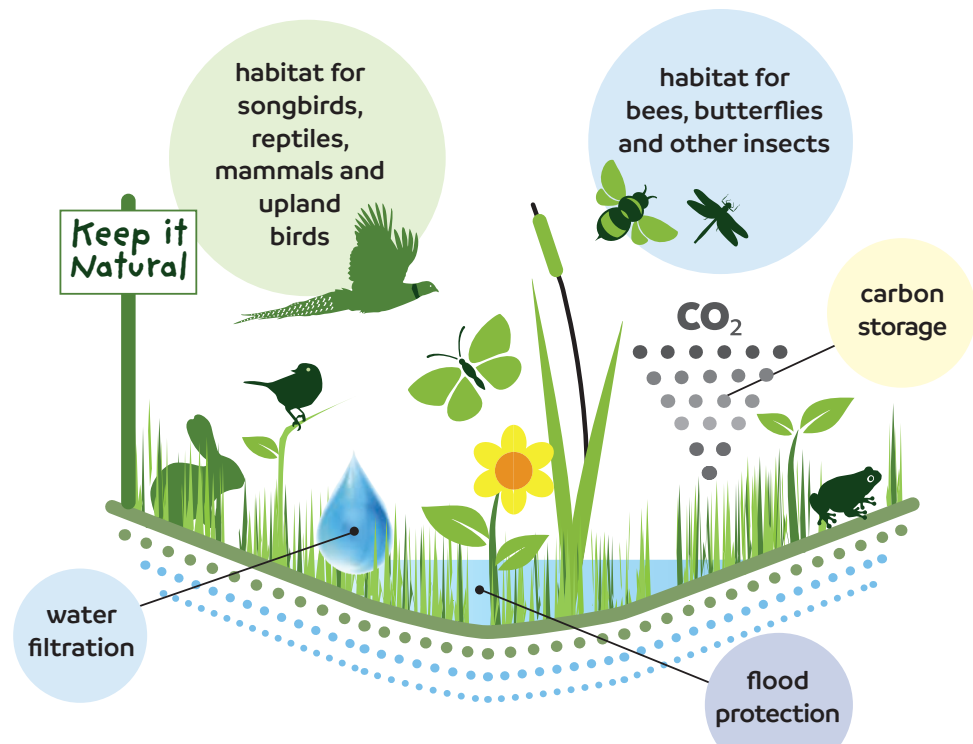 habitat for
songbirds,
reptiles,
mammals and
upland
birds
habitat for
bees, butterflies
and other insects
Keep it
Natural
CO₂
carbon
storage
water
filtration
flood
protection